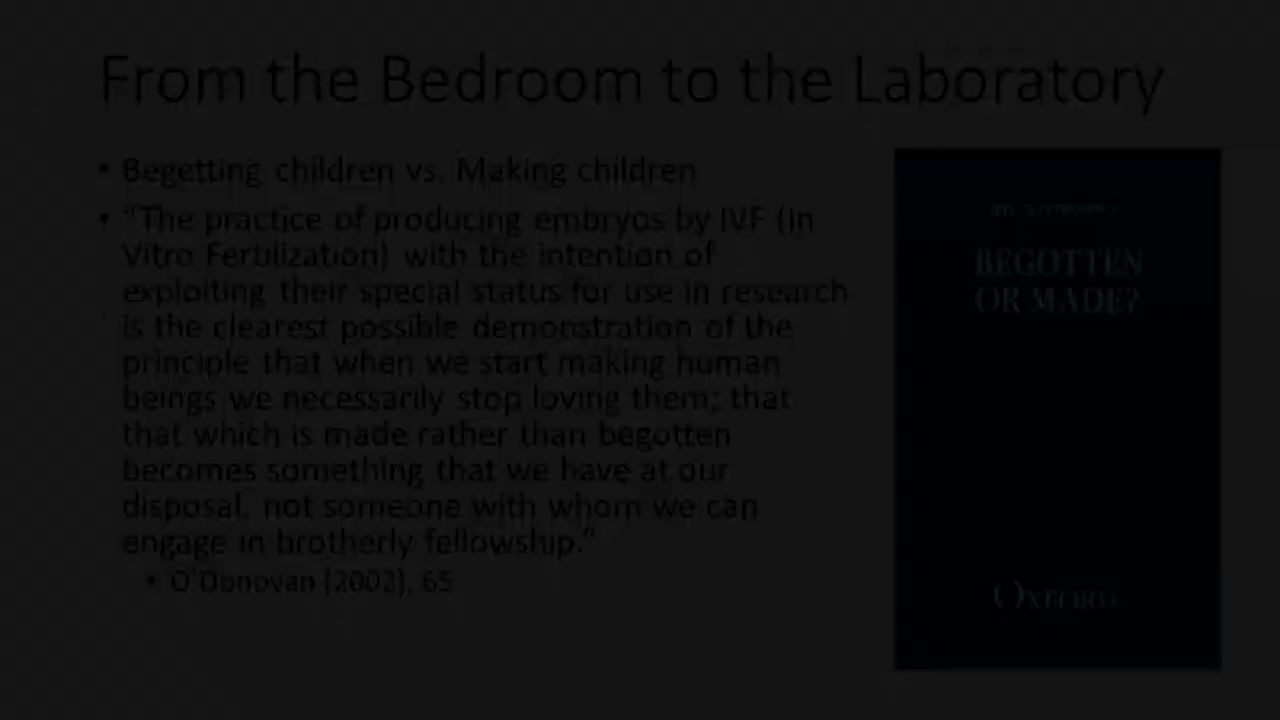 From the Bedroom to the Laboratory
• Begetting children vs. Making children
• "The practice of producing embryos by IVF (In
Vitro Fertilization) with the intention of
exploiting their special status for use in research
is the clearest possible demonstration of the
principle that when we start making human
beings we necessarily stop loving them; that
that which is made rather than begotten
becomes something that we have at our
disposal, not someone with whom we can
engage in brotherly fellowship."
• O'Donovan (2002), 65
BEGOTTEN
OR MADE?
OXFORD